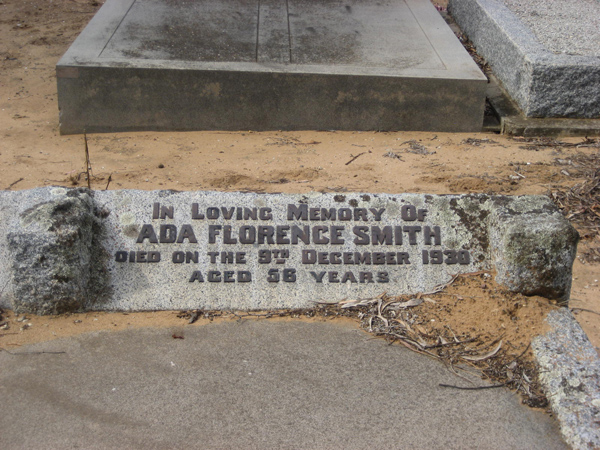 In Loving Memory Of
ADA FLORENCE SMITH
DIED ON THE 9TH DECEMBER 1930
AGED 56 YEARS